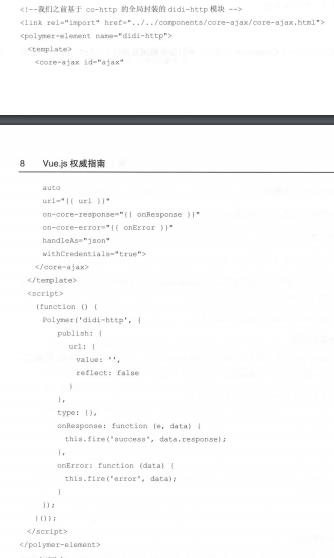 <!--我们之前基于 co-http 的全局封装的 didi-http 模块 -->
<link rel="import" href="../../components/core-ajax/core-ajax.html">
<polymer-element name="didi-http">
<template>
<core-ajax id="ajax"
8 Vue.js 权威指南
auto
url="{{ url }}"
on-core-response="{{ onResponse }}"
on-core-error="{{ onError }}"
handleAs="json"
withCredentials="true">
</core-ajax>
</template>
<script>
(function () {
Polymer('didi-http', {
publish: {
url: {
value: '',
reflect: false
}
},
type: {},
onResponse: function (e, data) {
this.fire('success', data.response);
},
onError: function (data) {
this.fire('error', data);
}
});
}());
</script>
</polymer-element>